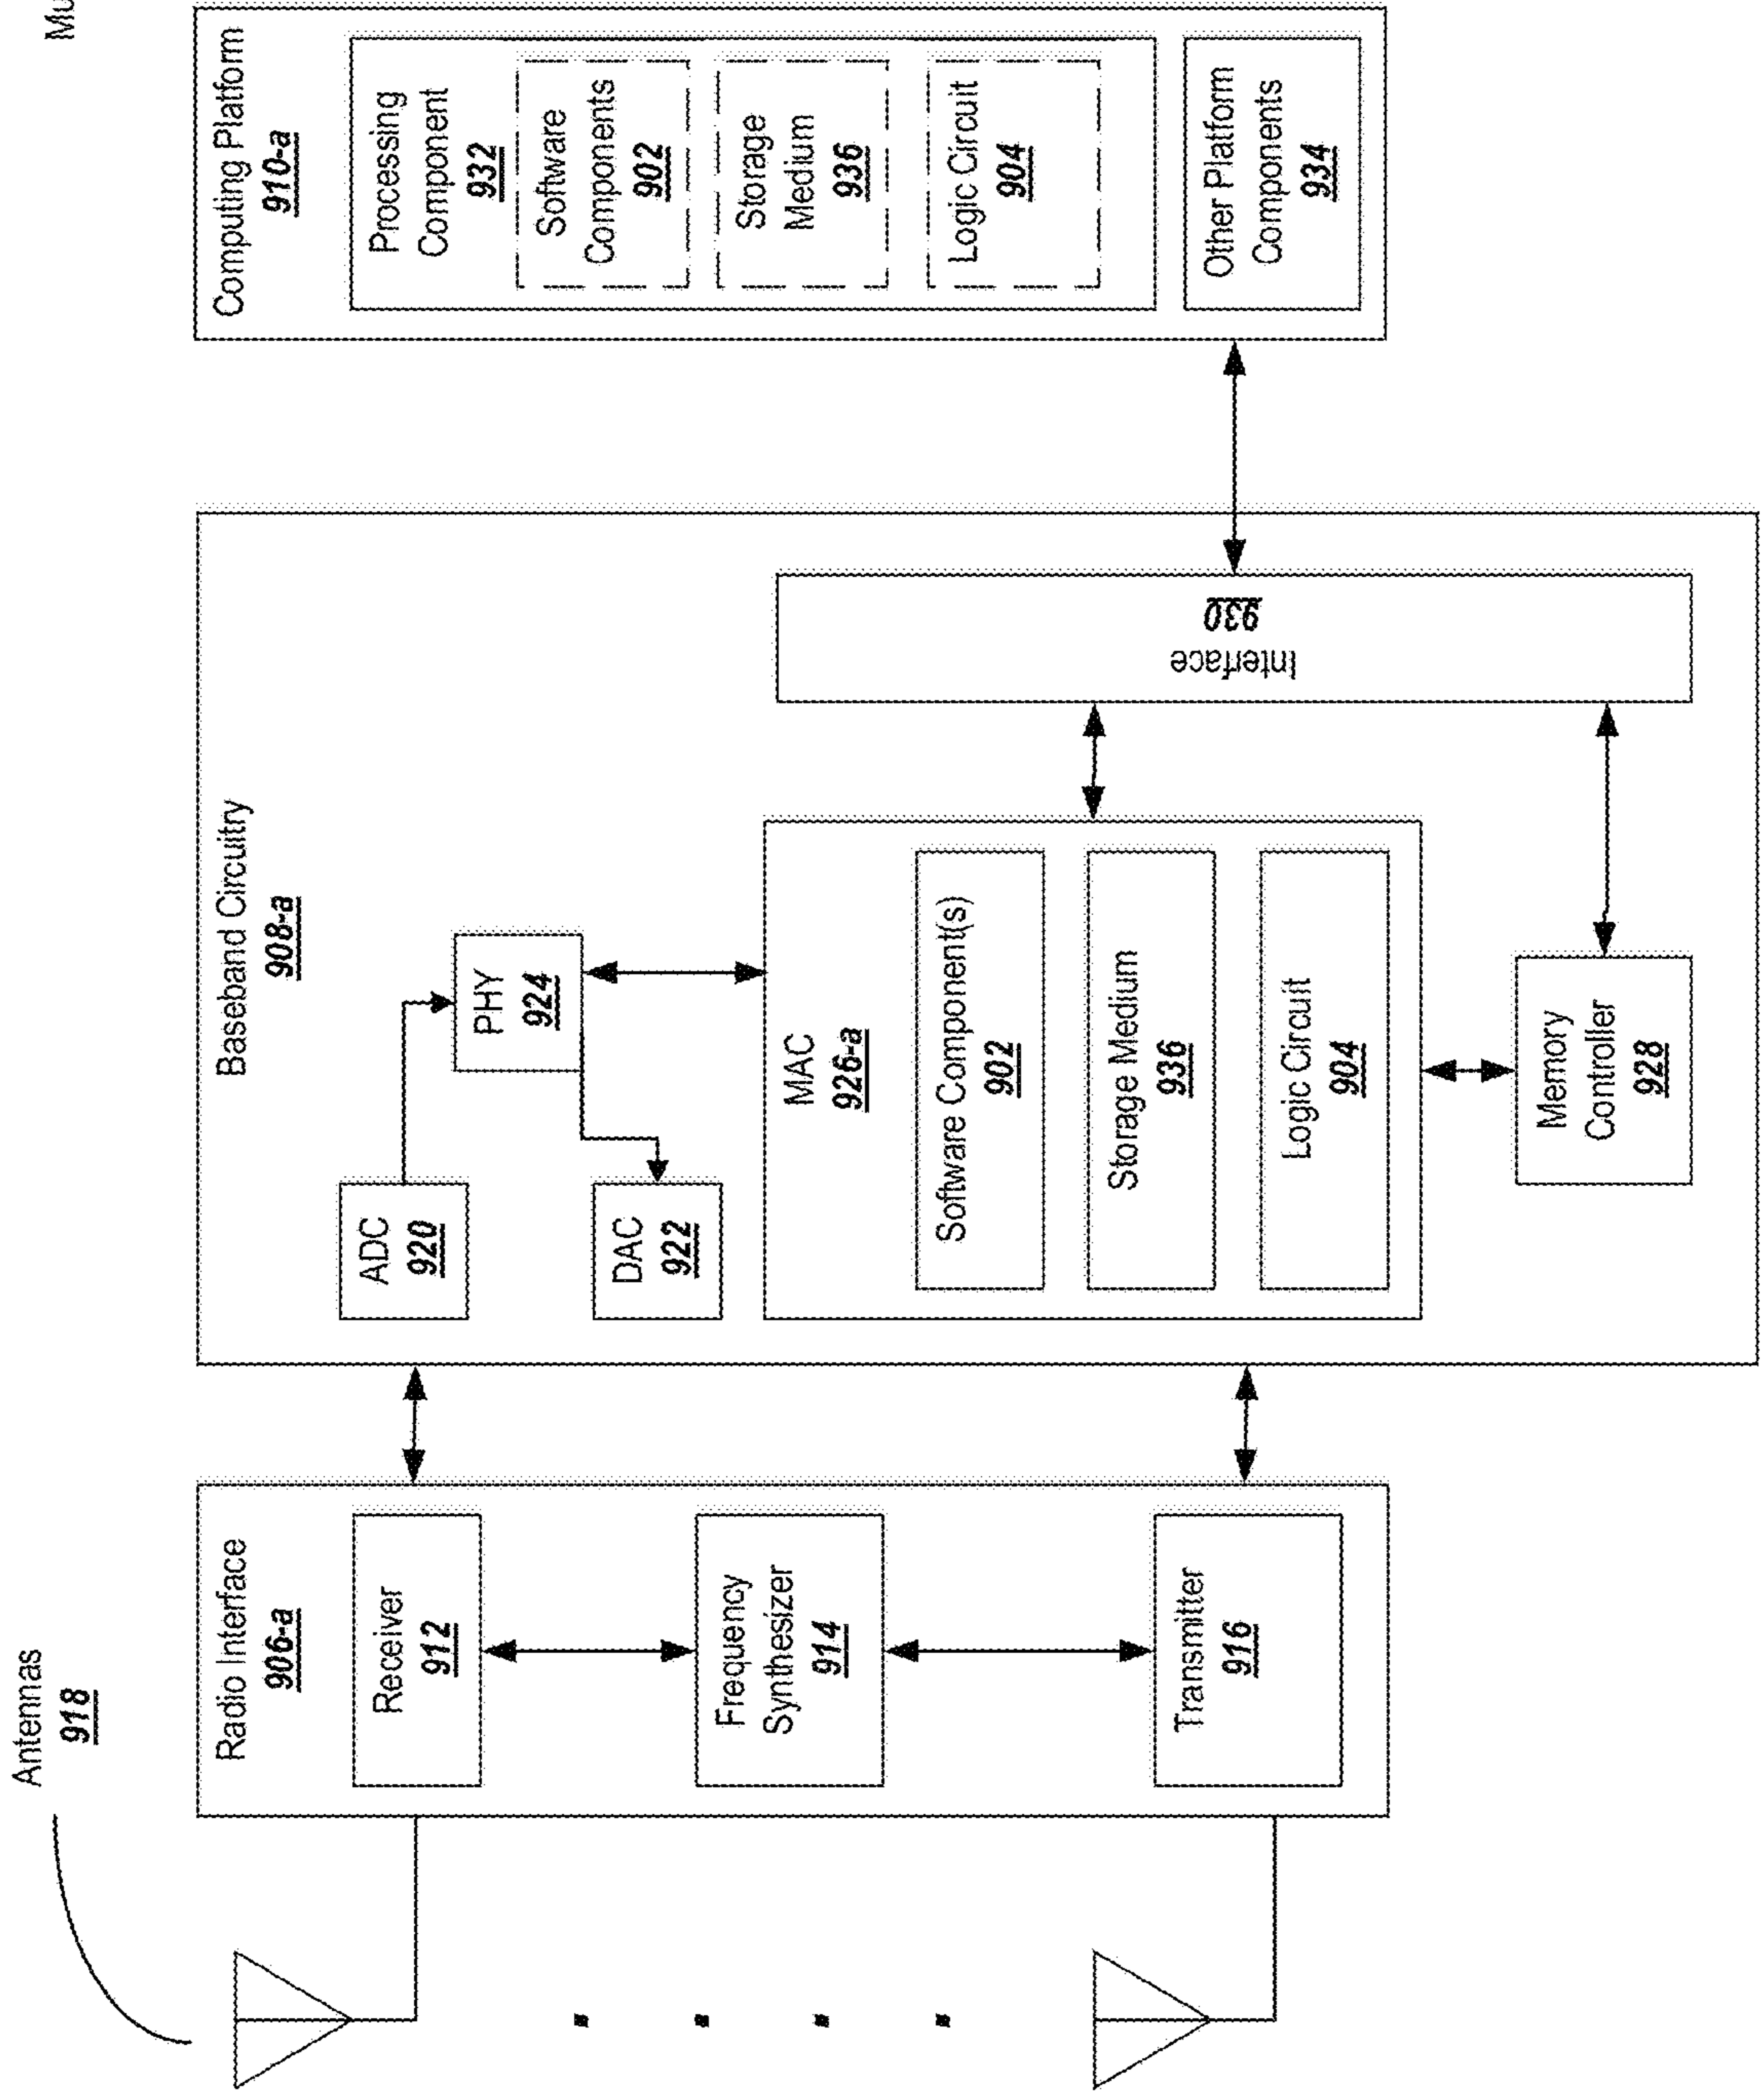 Antennas
918
Radio Interface
906-a
Receiver
912
Frequency
Synthesizer
914
Transmitter
916
Baseband Circuitry
908-a
ADC
920
PHY
924
DAC
922
MAC
926-a
Software Component(s)
902
Storage Medium
936
Logic Circuit
904
Memory
Controller
928
Interface
930
Computing Platform
910-a
Processing
Component
932
Software
Components
902
Storage
Medium
936
Logic Circuit
904
Other Platform
Components
934